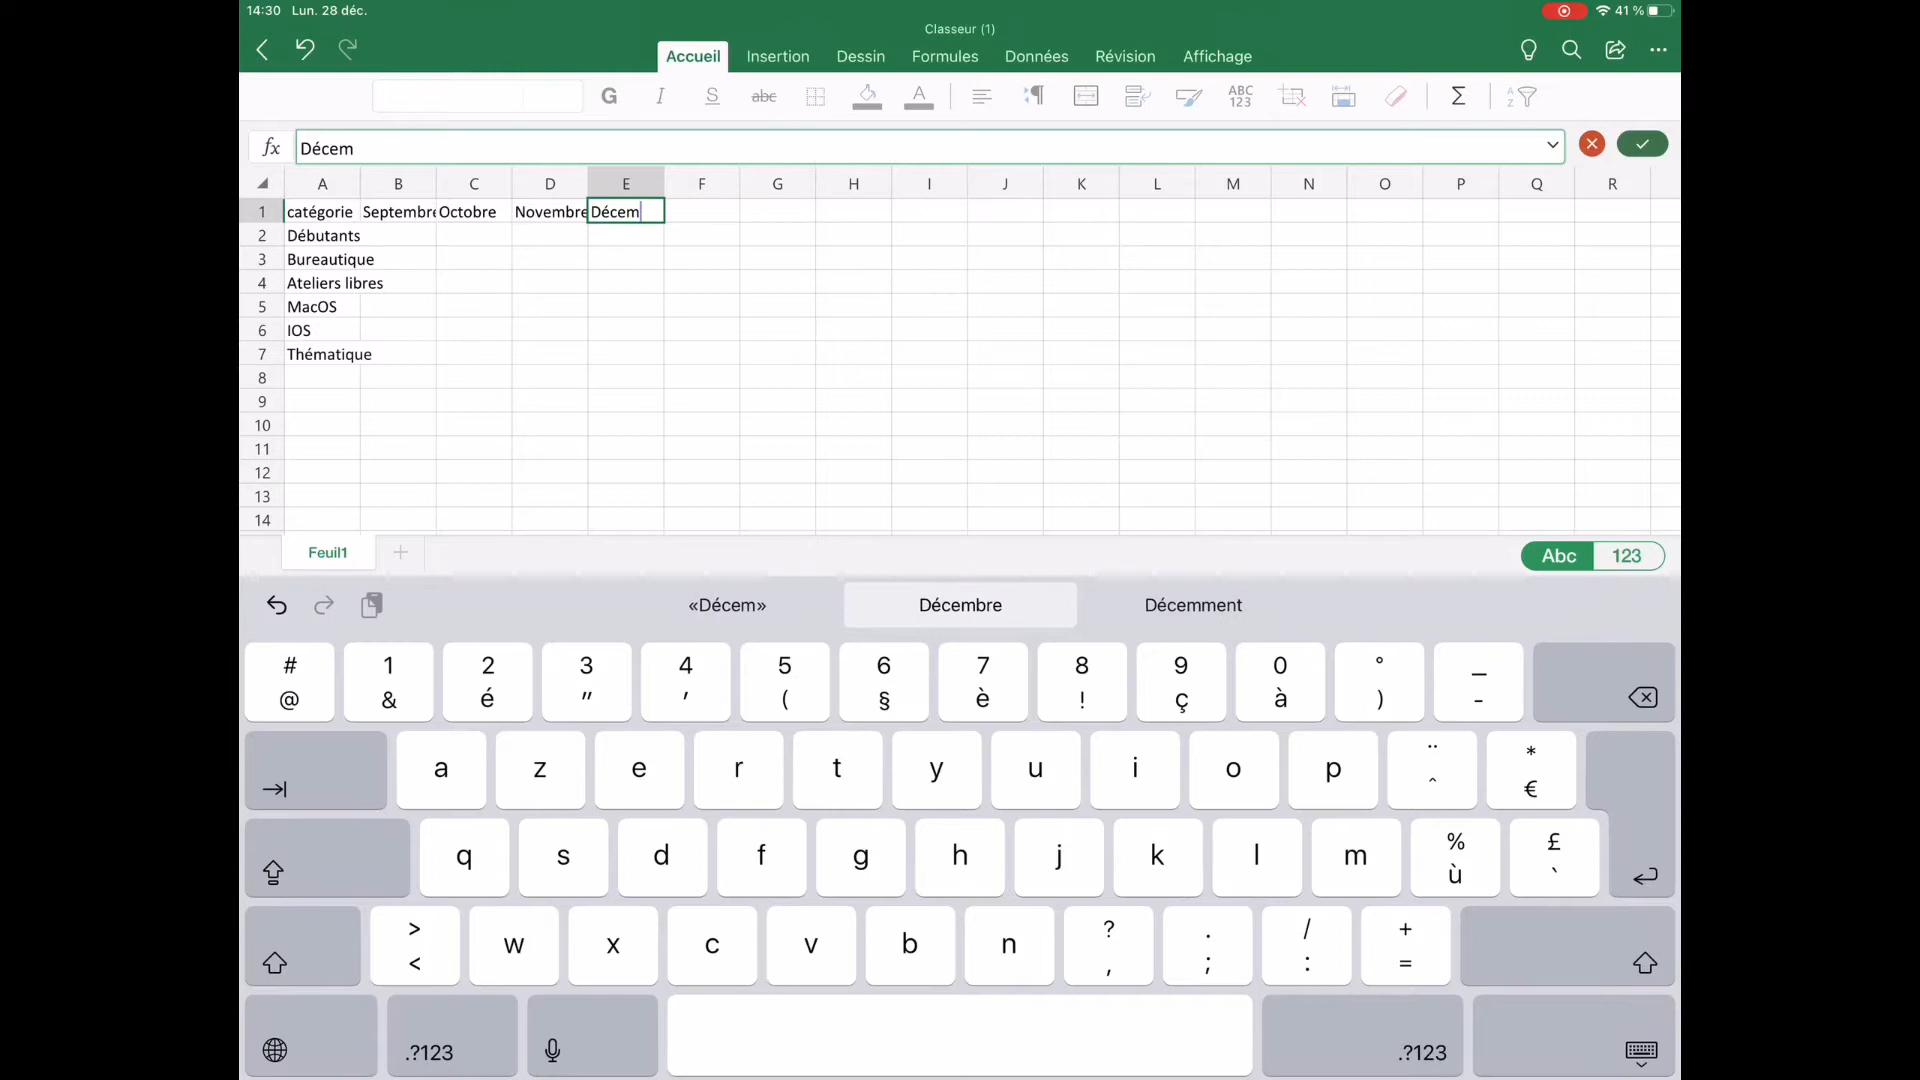 14:30 Lun. 28 déc.
41 %
Classeur (1)
Accueil Insertion Dessin Formules Données Révision Affichage
G I S abc A ABC 123 Σ A Z
fx Décem
A B C D E F G H I J K L M N O P Q R
1 catégorie Septembre Octobre Novembre Décem
2 Débutants
3 Bureautique
4 Ateliers libres
5 MacOS
6 IOS
7 Thématique
8
9
10
11
12
13
14
Feuil1 +
Abc 123
«Décem» Décembre Décemment
# 1 2 3 4 5 6 7 8 9 0 ° _
@ & é " ' ( § è ! ç à ) -
a z e r t y u i o p ¨ *
^ €
q s d f g h j k l m % £
ù `
> w x c v b n ? . / +
< , ; : =
.?123 .?123